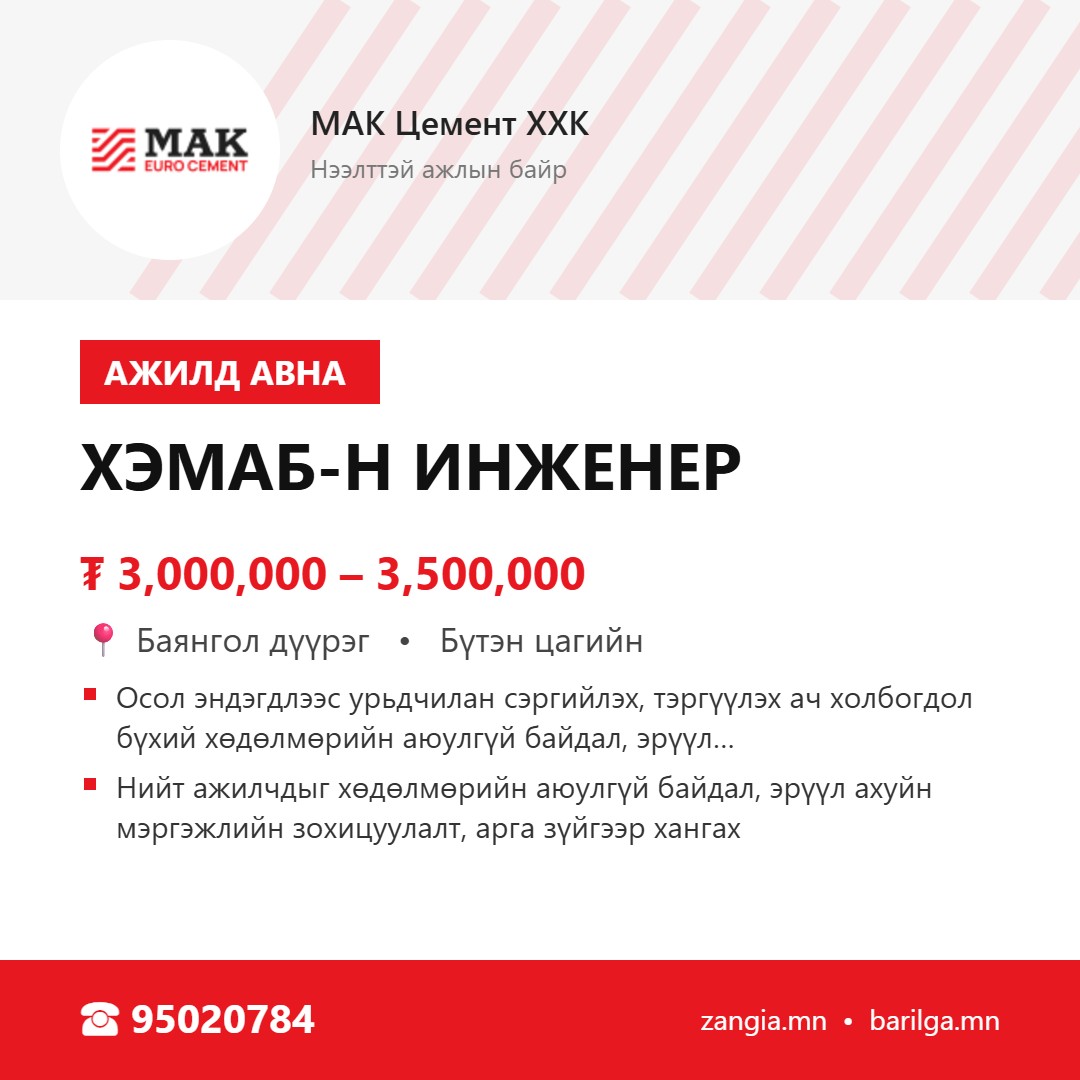 МАК
EURO CEMENT
МАК Цемент ХХК
Нээлттэй ажлын байр
АЖИЛД АВНА
ХЭМАБ-Н ИНЖЕНЕР
₮ 3,000,000 – 3,500,000
Баянгол дүүрэг • Бүтэн цагийн
Осол эндэгдлээс урьдчилан сэргийлэх, тэргүүлэх ач холбогдол
бүхий хөдөлмөрийн аюулгүй байдал, эрүүл...
Нийт ажилчдыг хөдөлмөрийн аюулгүй байдал, эрүүл ахуйн
мэргэжлийн зохицуулалт, арга зүйгээр хангах
☎ 95020784
zangia.mn • barilga.mn